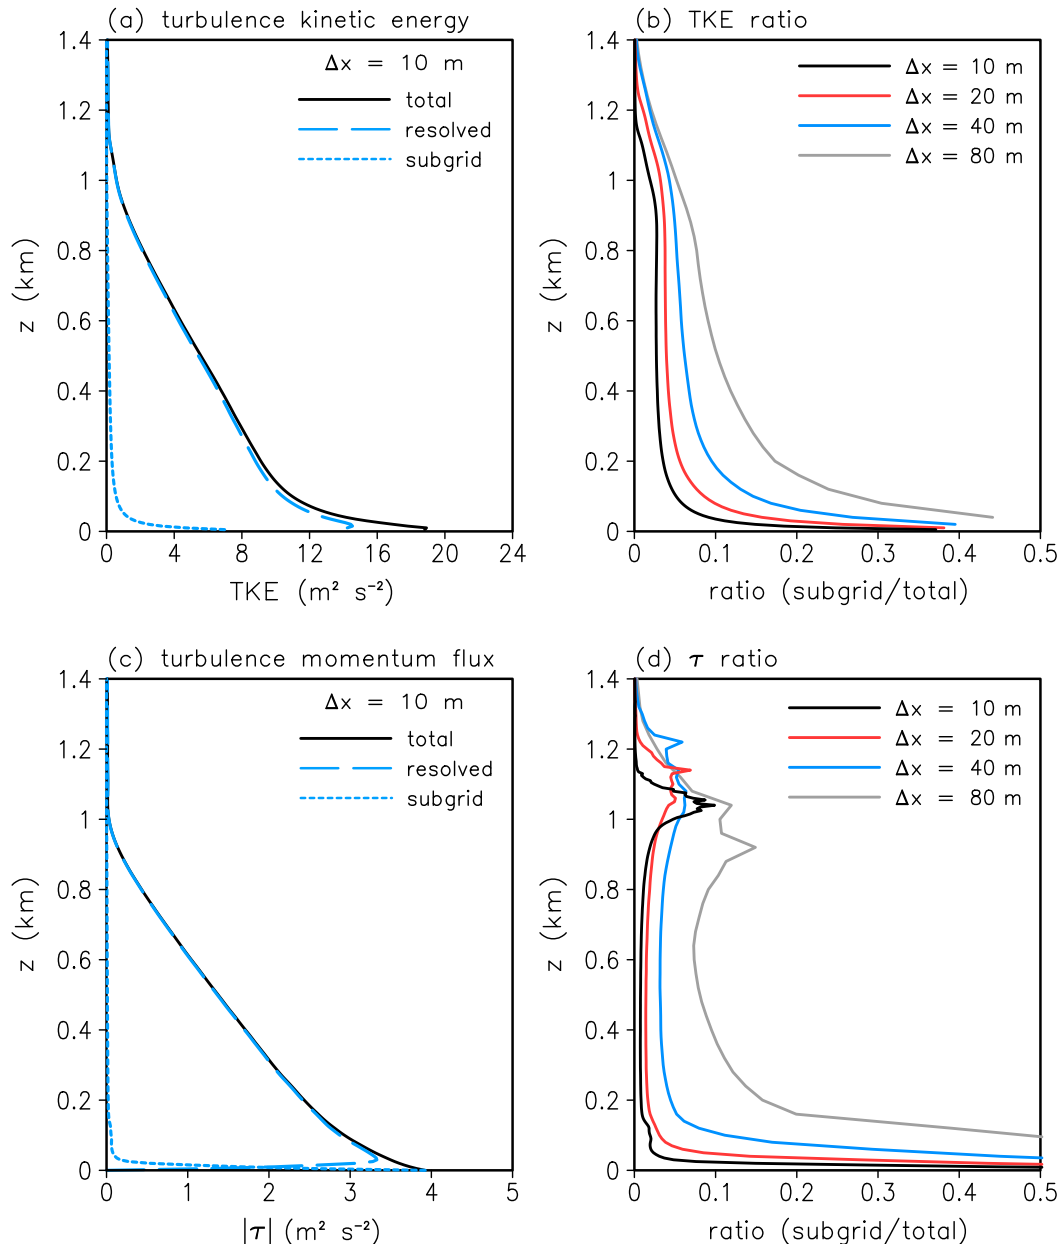 (a) turbulence kinetic energy
Δx = 10 m
total
resolved
subgrid
1.4
1.2
1
0.8
0.6
0.4
0.2
0
z (km)
0 4 8 12 16 20 24
TKE (m² s⁻²)
(b) TKE ratio
Δx = 10 m
Δx = 20 m
Δx = 40 m
Δx = 80 m
1.4
1.2
1
0.8
0.6
0.4
0.2
0
z (km)
0 0.1 0.2 0.3 0.4 0.5
ratio (subgrid/total)
(c) turbulence momentum flux
Δx = 10 m
total
resolved
subgrid
1.4
1.2
1
0.8
0.6
0.4
0.2
0
z (km)
0 1 2 3 4 5
|τ| (m² s⁻²)
(d) τ ratio
Δx = 10 m
Δx = 20 m
Δx = 40 m
Δx = 80 m
1.4
1.2
1
0.8
0.6
0.4
0.2
0
z (km)
0 0.1 0.2 0.3 0.4 0.5
ratio (subgrid/total)